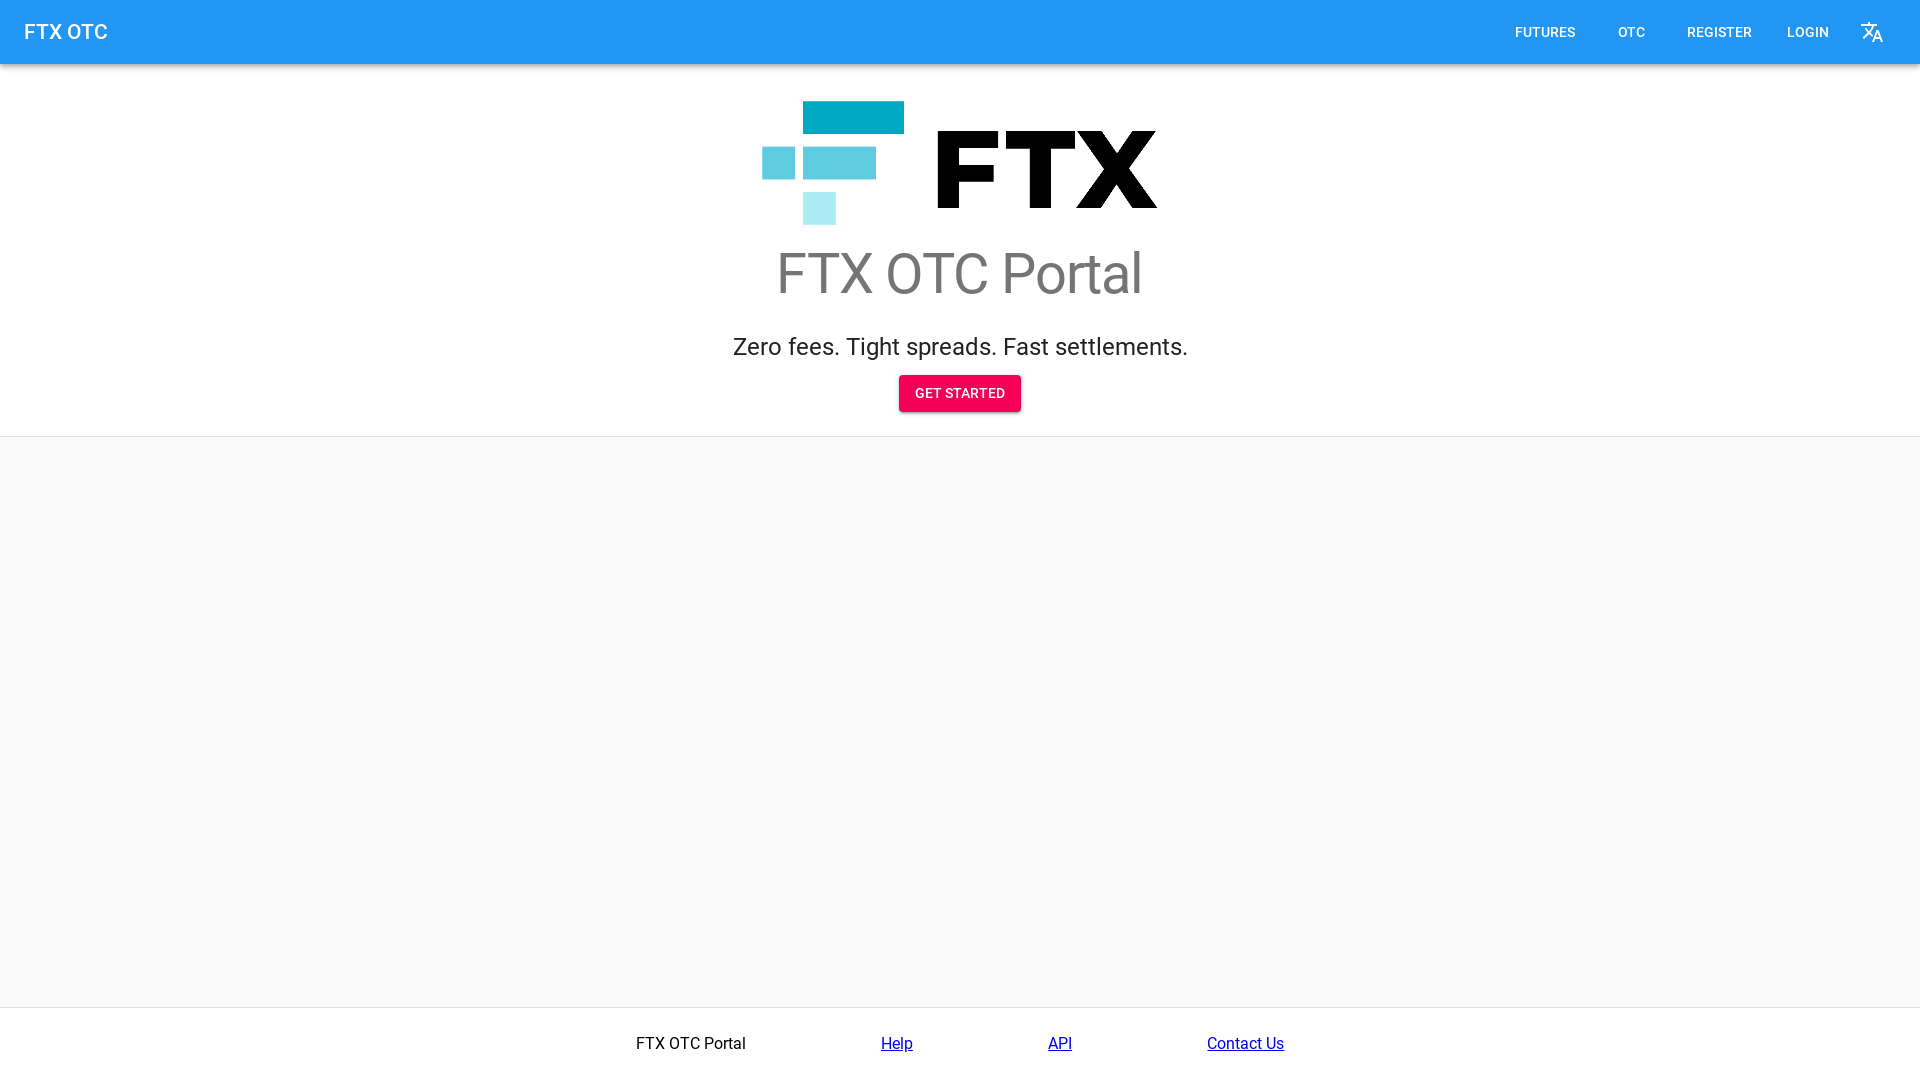 FTX OTC
FUTURES
OTC
REGISTER
LOGIN
FTX
FTX OTC Portal
Zero fees. Tight spreads. Fast settlements.
GET STARTED
FTX OTC Portal
Help
API
Contact Us